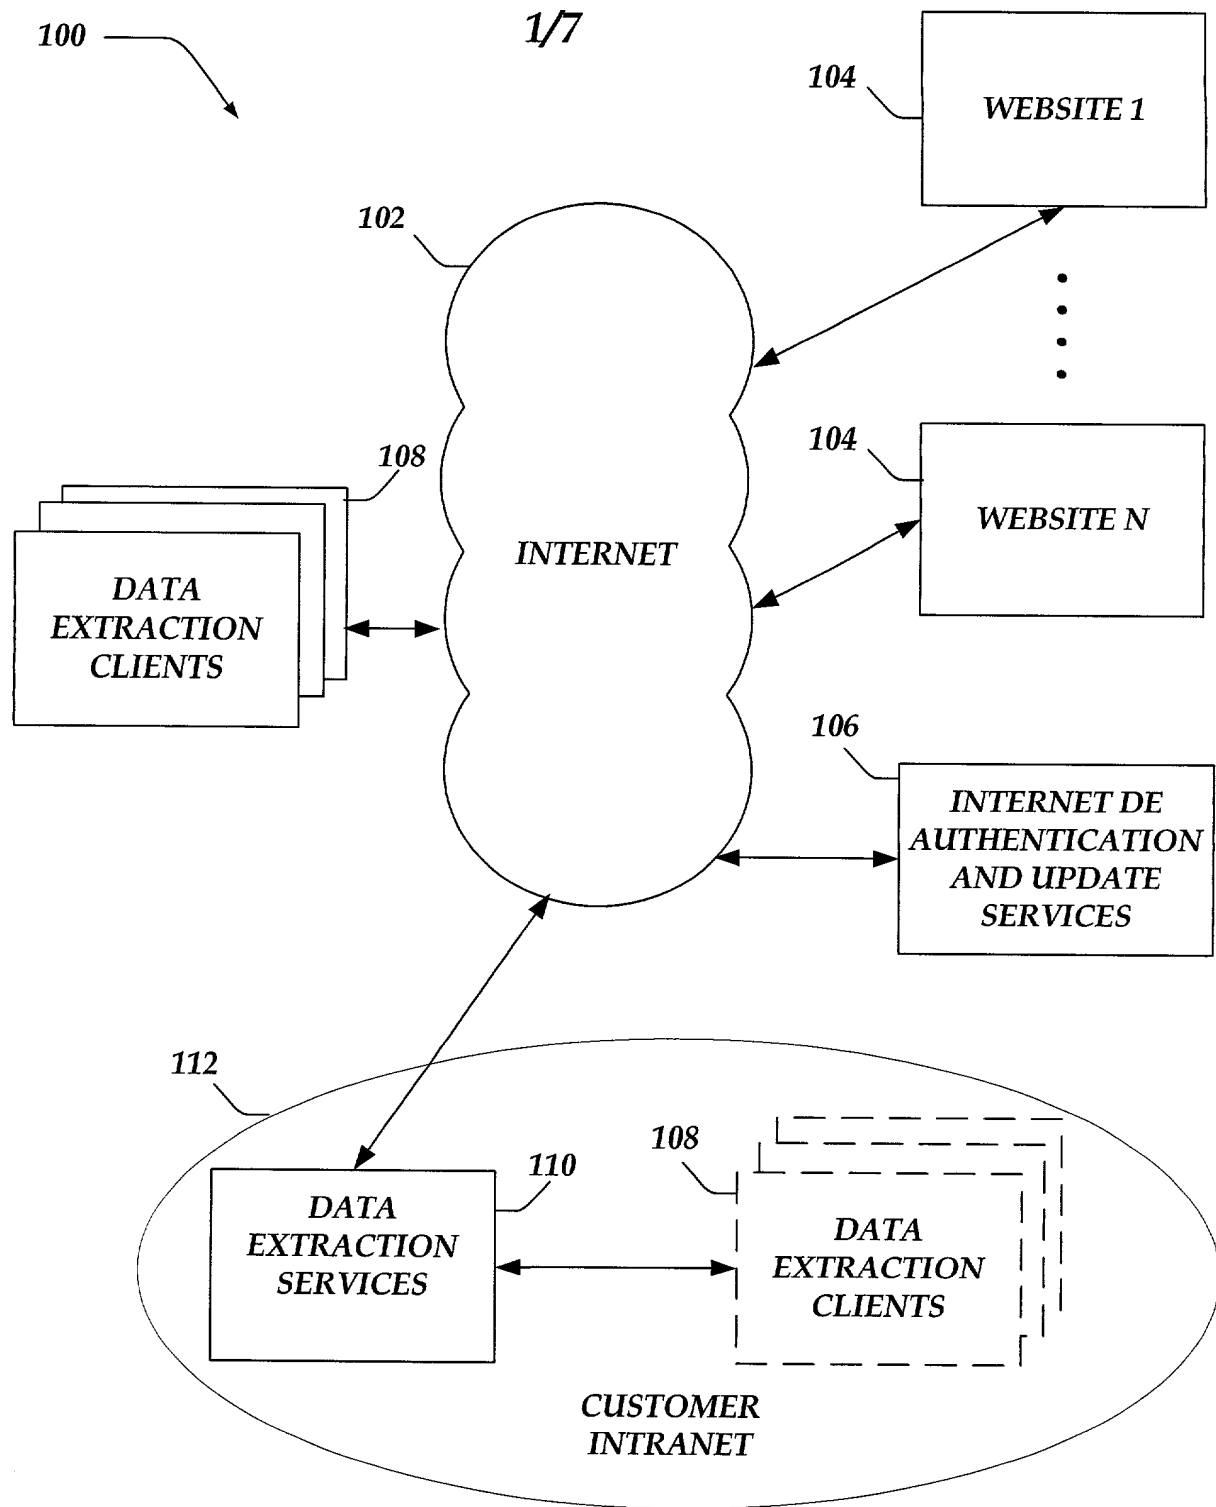 1/7
100
104
WEBSITE 1
102
104
WEBSITE N
108
INTERNET
DATA
EXTRACTION
CLIENTS
106
INTERNET DE
AUTHENTICATION
AND UPDATE
SERVICES
112
110
108
DATA
EXTRACTION
SERVICES
DATA
EXTRACTION
CLIENTS
CUSTOMER
INTRANET